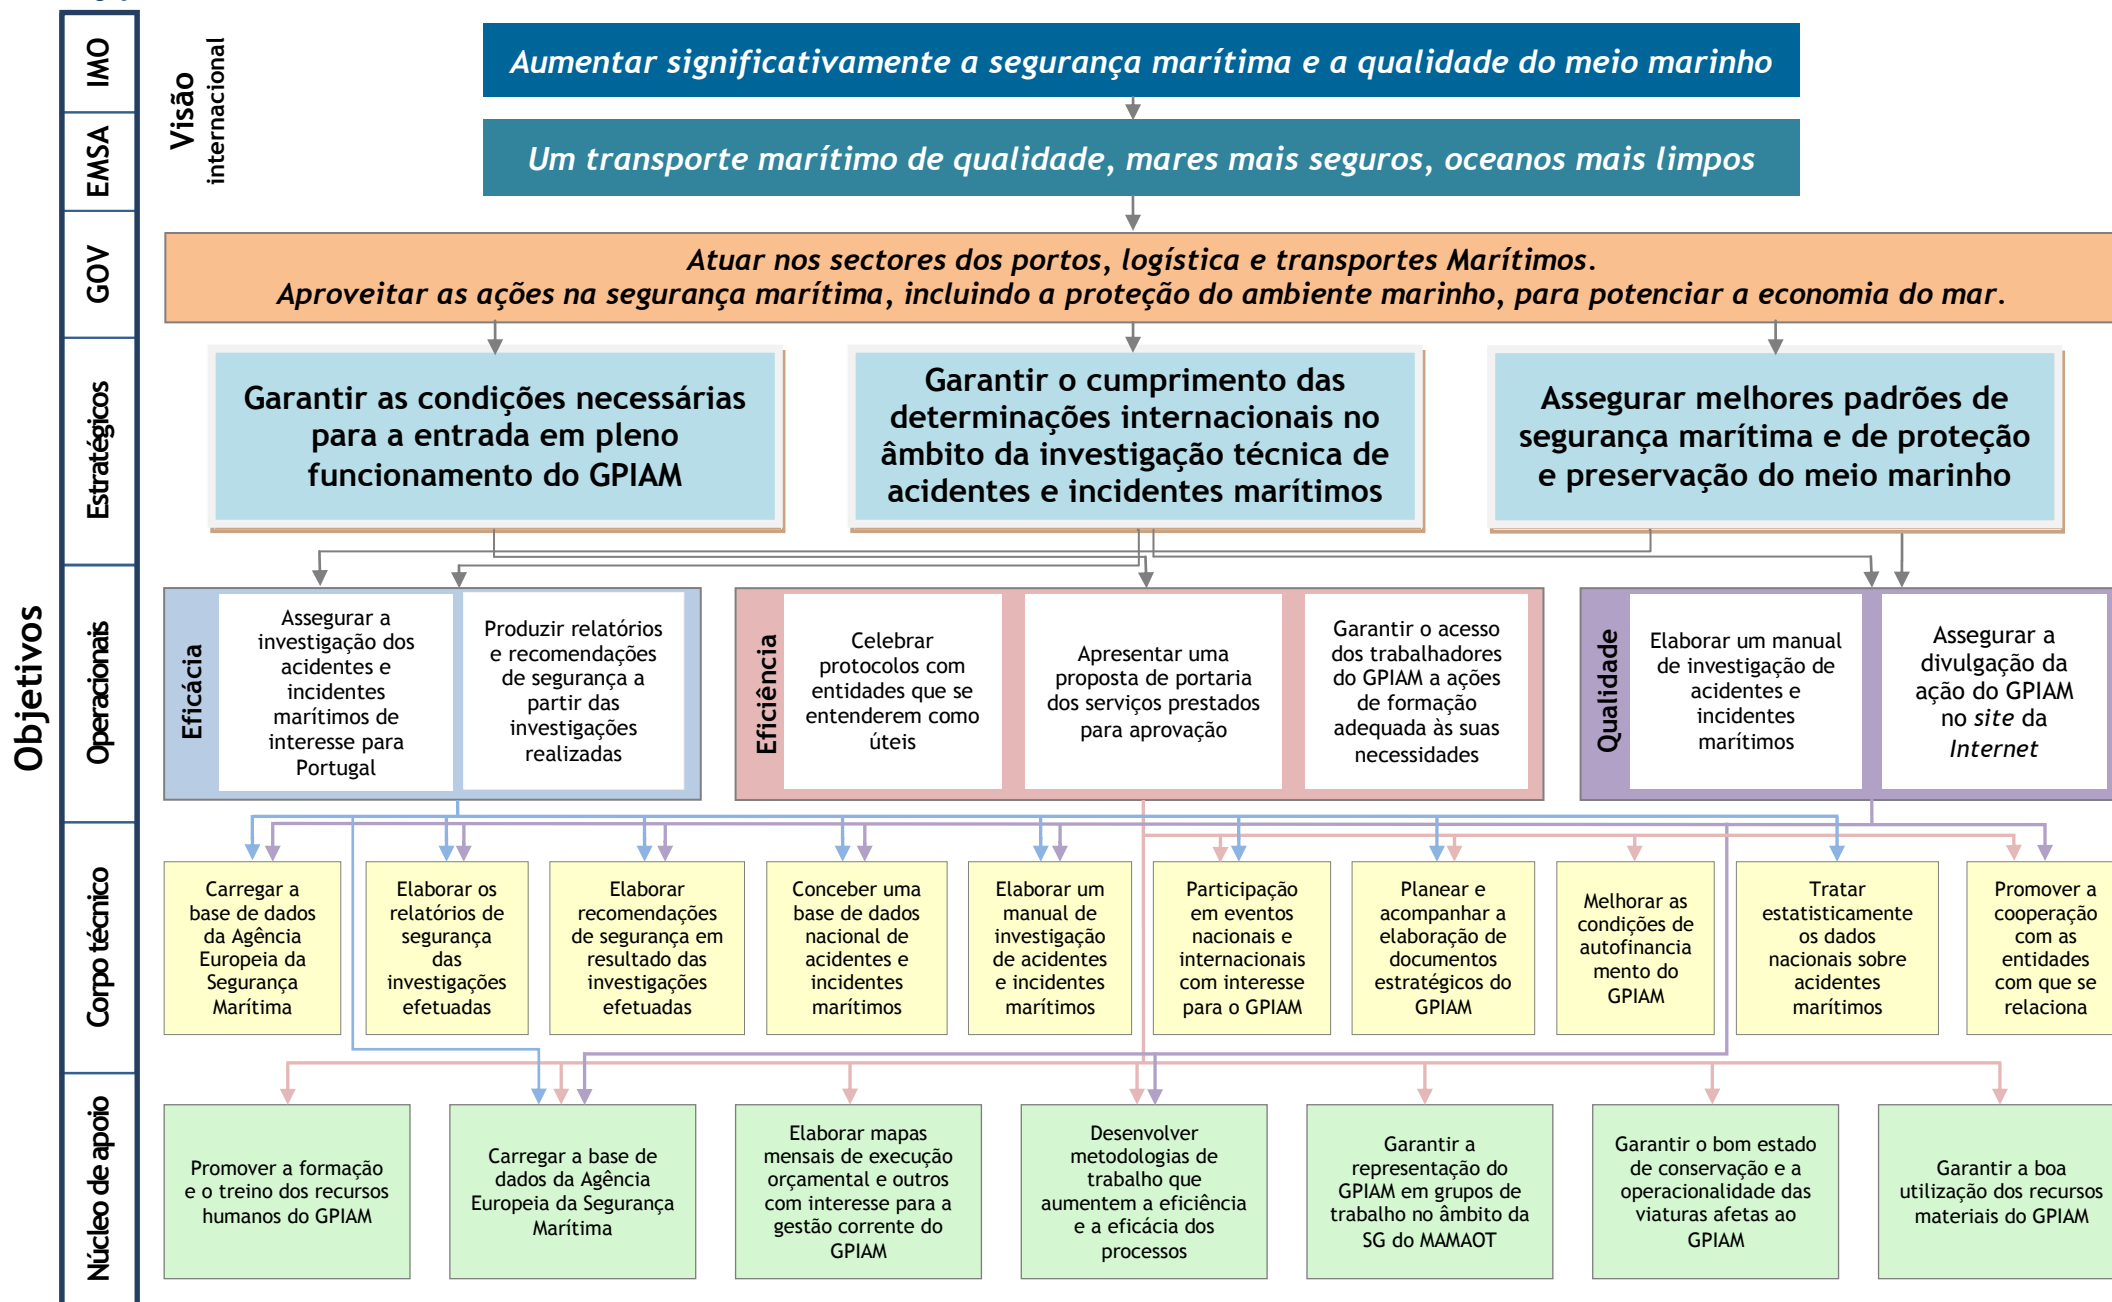 IMO
Visão
internacional
Aumentar significativamente a segurança marítima e a qualidade do meio marinho
EMSA
Um transporte marítimo de qualidade, mares mais seguros, oceanos mais limpos
GOV
Atuar nos sectores dos portos, logística e transportes Marítimos.
Aproveitar as ações na segurança marítima, incluindo a proteção do ambiente marinho, para potenciar a economia do mar.
Objetivos
Estratégicos
Garantir as condições necessárias
para a entrada em pleno
funcionamento do GPIAM
Garantir o cumprimento das
determinações internacionais no
âmbito da investigação técnica de
acidentes e incidentes marítimos
Assegurar melhores padrões de
segurança marítima e de proteção
e preservação do meio marinho
Operacionais
Eficácia
Assegurar a
investigação dos
acidentes e
incidentes
marítimos de
interesse para
Portugal
Produzir relatórios
e recomendações
de segurança a
partir das
investigações
realizadas
Eficiência
Celebrar
protocolos com
entidades que se
entenderem como
úteis
Apresentar uma
proposta de portaria
dos serviços prestados
para aprovação
Garantir o acesso
dos trabalhadores
do GPIAM a ações
de formação
adequada às suas
necessidades
Qualidade
Elaborar um manual
de investigação de
acidentes e
incidentes
marítimos
Assegurar a
divulgação da
ação do GPIAM
no site da
Internet
Corpo técnico
Carregar a
base de dados
da Agência
Europeia da
Segurança
Marítima
Elaborar os
relatórios de
segurança
das
investigações
efetuadas
Elaborar
recomendações
de segurança em
resultado das
investigações
efetuadas
Conceber uma
base de dados
nacional de
acidentes e
incidentes
marítimos
Elaborar um
manual de
investigação
de acidentes
e incidentes
marítimos
Participação
em eventos
nacionais e
internacionais
com interesse
para o GPIAM
Planear e
acompanhar a
elaboração de
documentos
estratégicos do
GPIAM
Melhorar as
condições de
autofinancia
mento do
GPIAM
Tratar
estatisticamente
os dados
nacionais sobre
acidentes
marítimos
Promover a
cooperação
com as
entidades
com que se
relaciona
Núcleo de apoio
Promover a formação
e o treino dos recursos
humanos do GPIAM
Carregar a base de
dados da Agência
Europeia da Segurança
Marítima
Elaborar mapas
mensais de execução
orçamental e outros
com interesse para a
gestão corrente do
GPIAM
Desenvolver
metodologias de
trabalho que
aumentem a eficiência
e a eficácia dos
processos
Garantir a
representação do
GPIAM em grupos de
trabalho no âmbito da
SG do MAMAOT
Garantir o bom estado
de conservação e a
operacionalidade das
viaturas afetas ao
GPIAM
Garantir a boa
utilização dos recursos
materiais do GPIAM